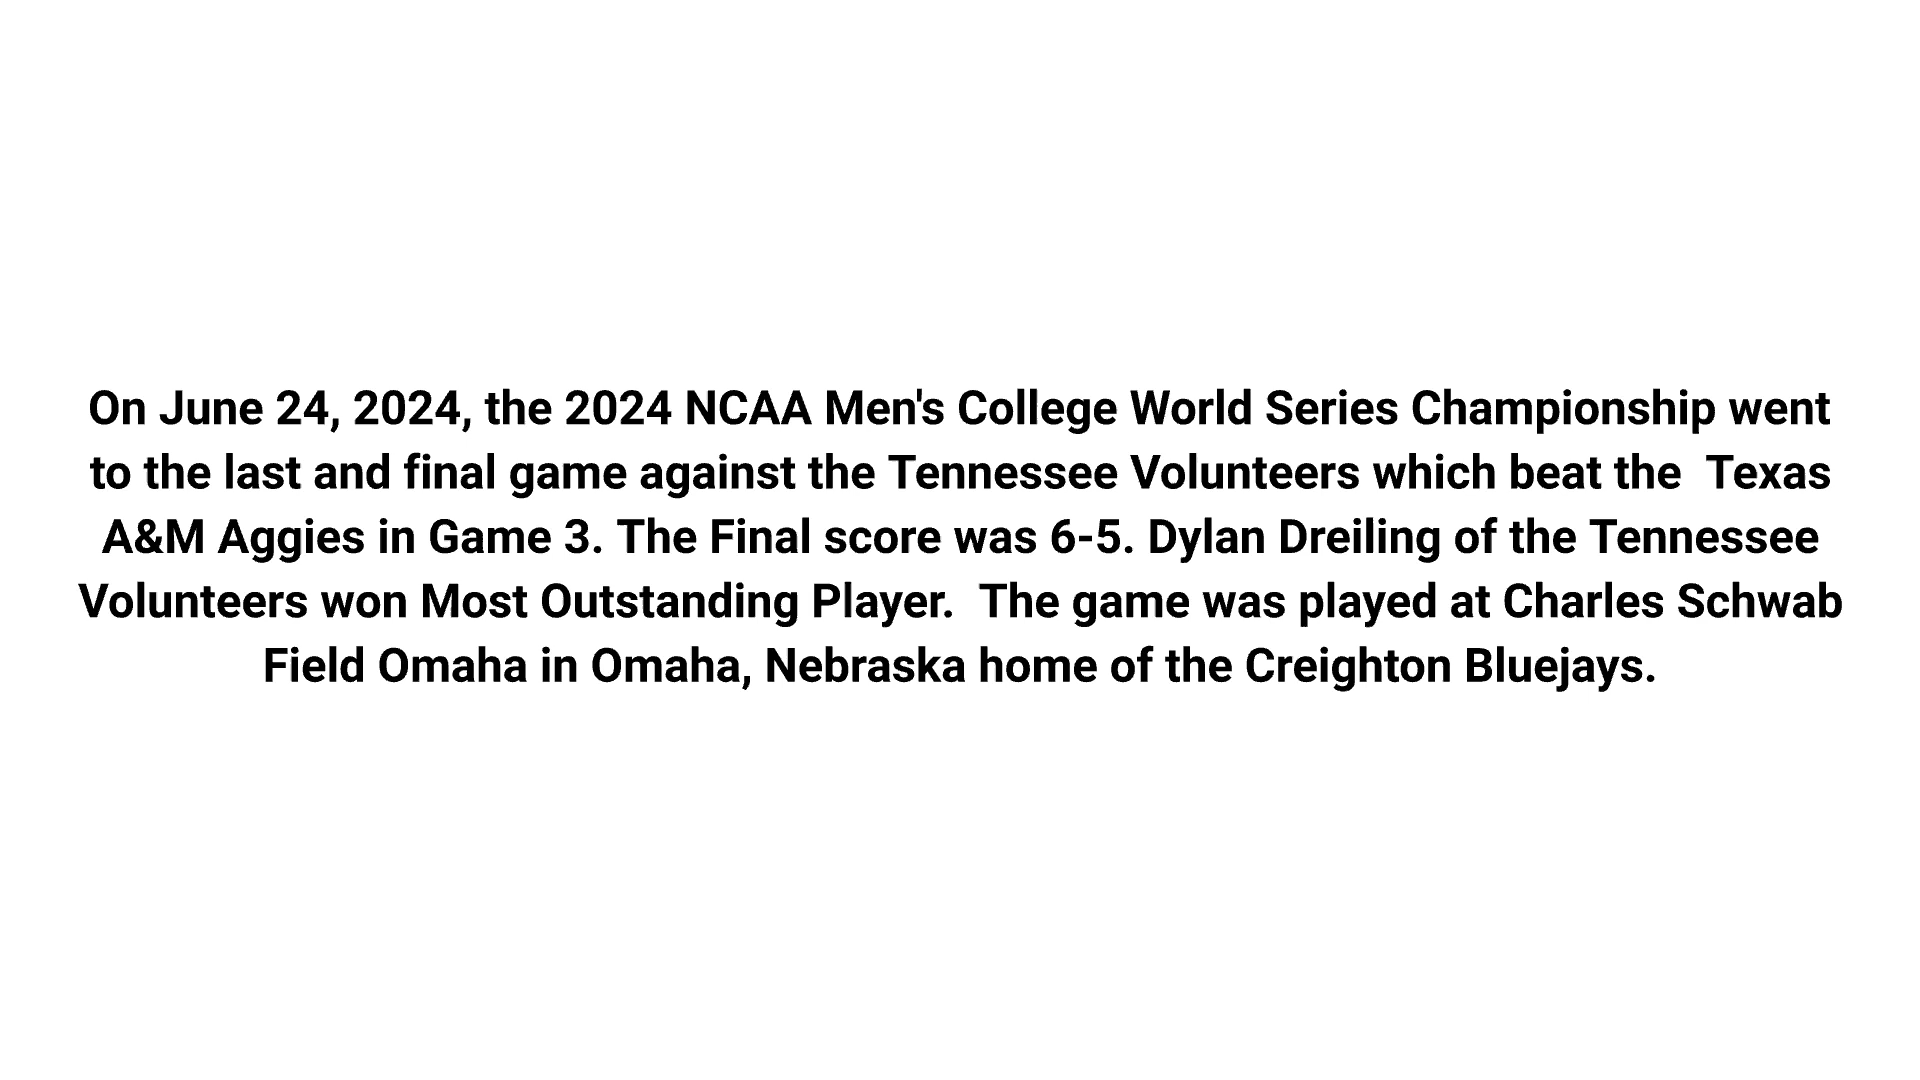 On June 24, 2024, the 2024 NCAA Men's College World Series Championship went
to the last and final game against the Tennessee Volunteers which beat the  Texas
A&M Aggies in Game 3. The Final score was 6-5. Dylan Dreiling of the Tennessee
Volunteers won Most Outstanding Player.  The game was played at Charles Schwab
Field Omaha in Omaha, Nebraska home of the Creighton Bluejays.